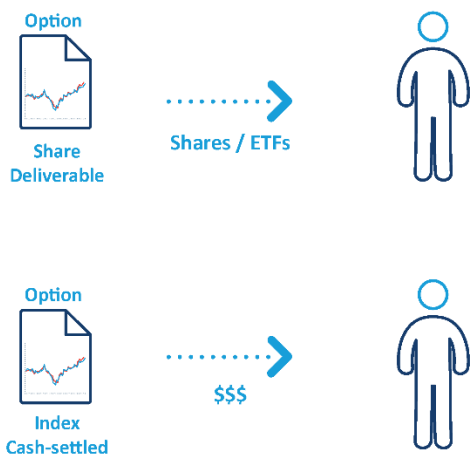 Option
Shares / ETFs
Share
Deliverable
Option
$$$
Index
Cash-settled